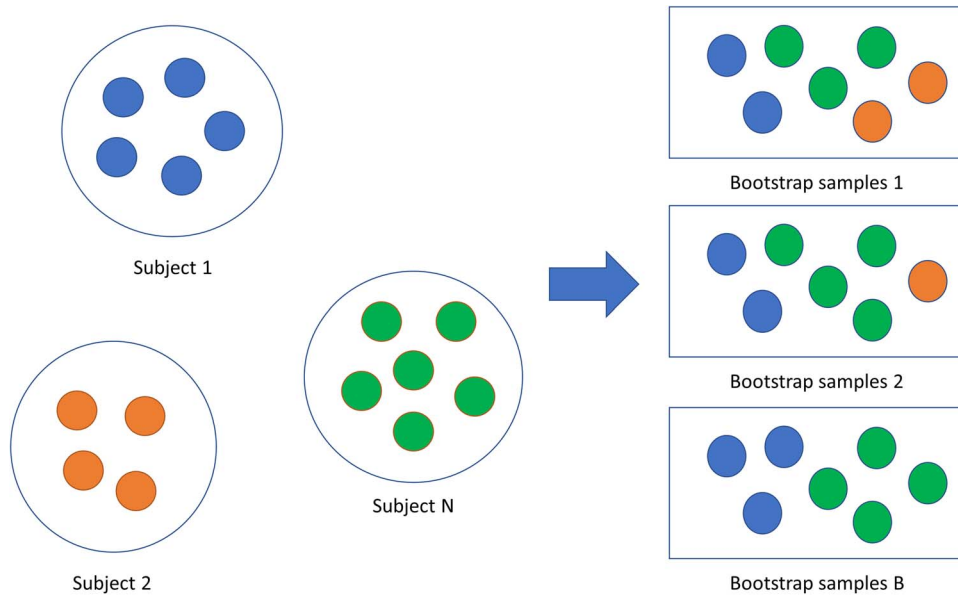 Subject 1
Subject 2
Subject N
Bootstrap samples 1
Bootstrap samples 2
Bootstrap samples B